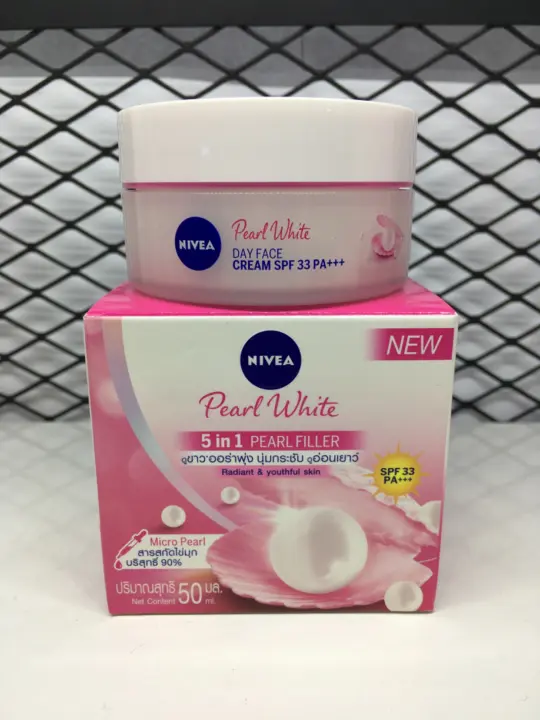 NIVEA
Pearl White
DAY FACE
CREAM SPF 33 PA+++
NIVEA
NEW
Pearl White
5 in 1 PEARL FILLER
ดูขาวออร่าพุ่ง นุ่มกระชับ ดูอ่อนเยาว์
Radiant & youthful skin
SPF 33
PA+++
Micro Pearl
สารสกัดไข่มุก
บริสุทธิ์ 90%
ปริมาณสุทธิ 50 มล.
Net Content ml.